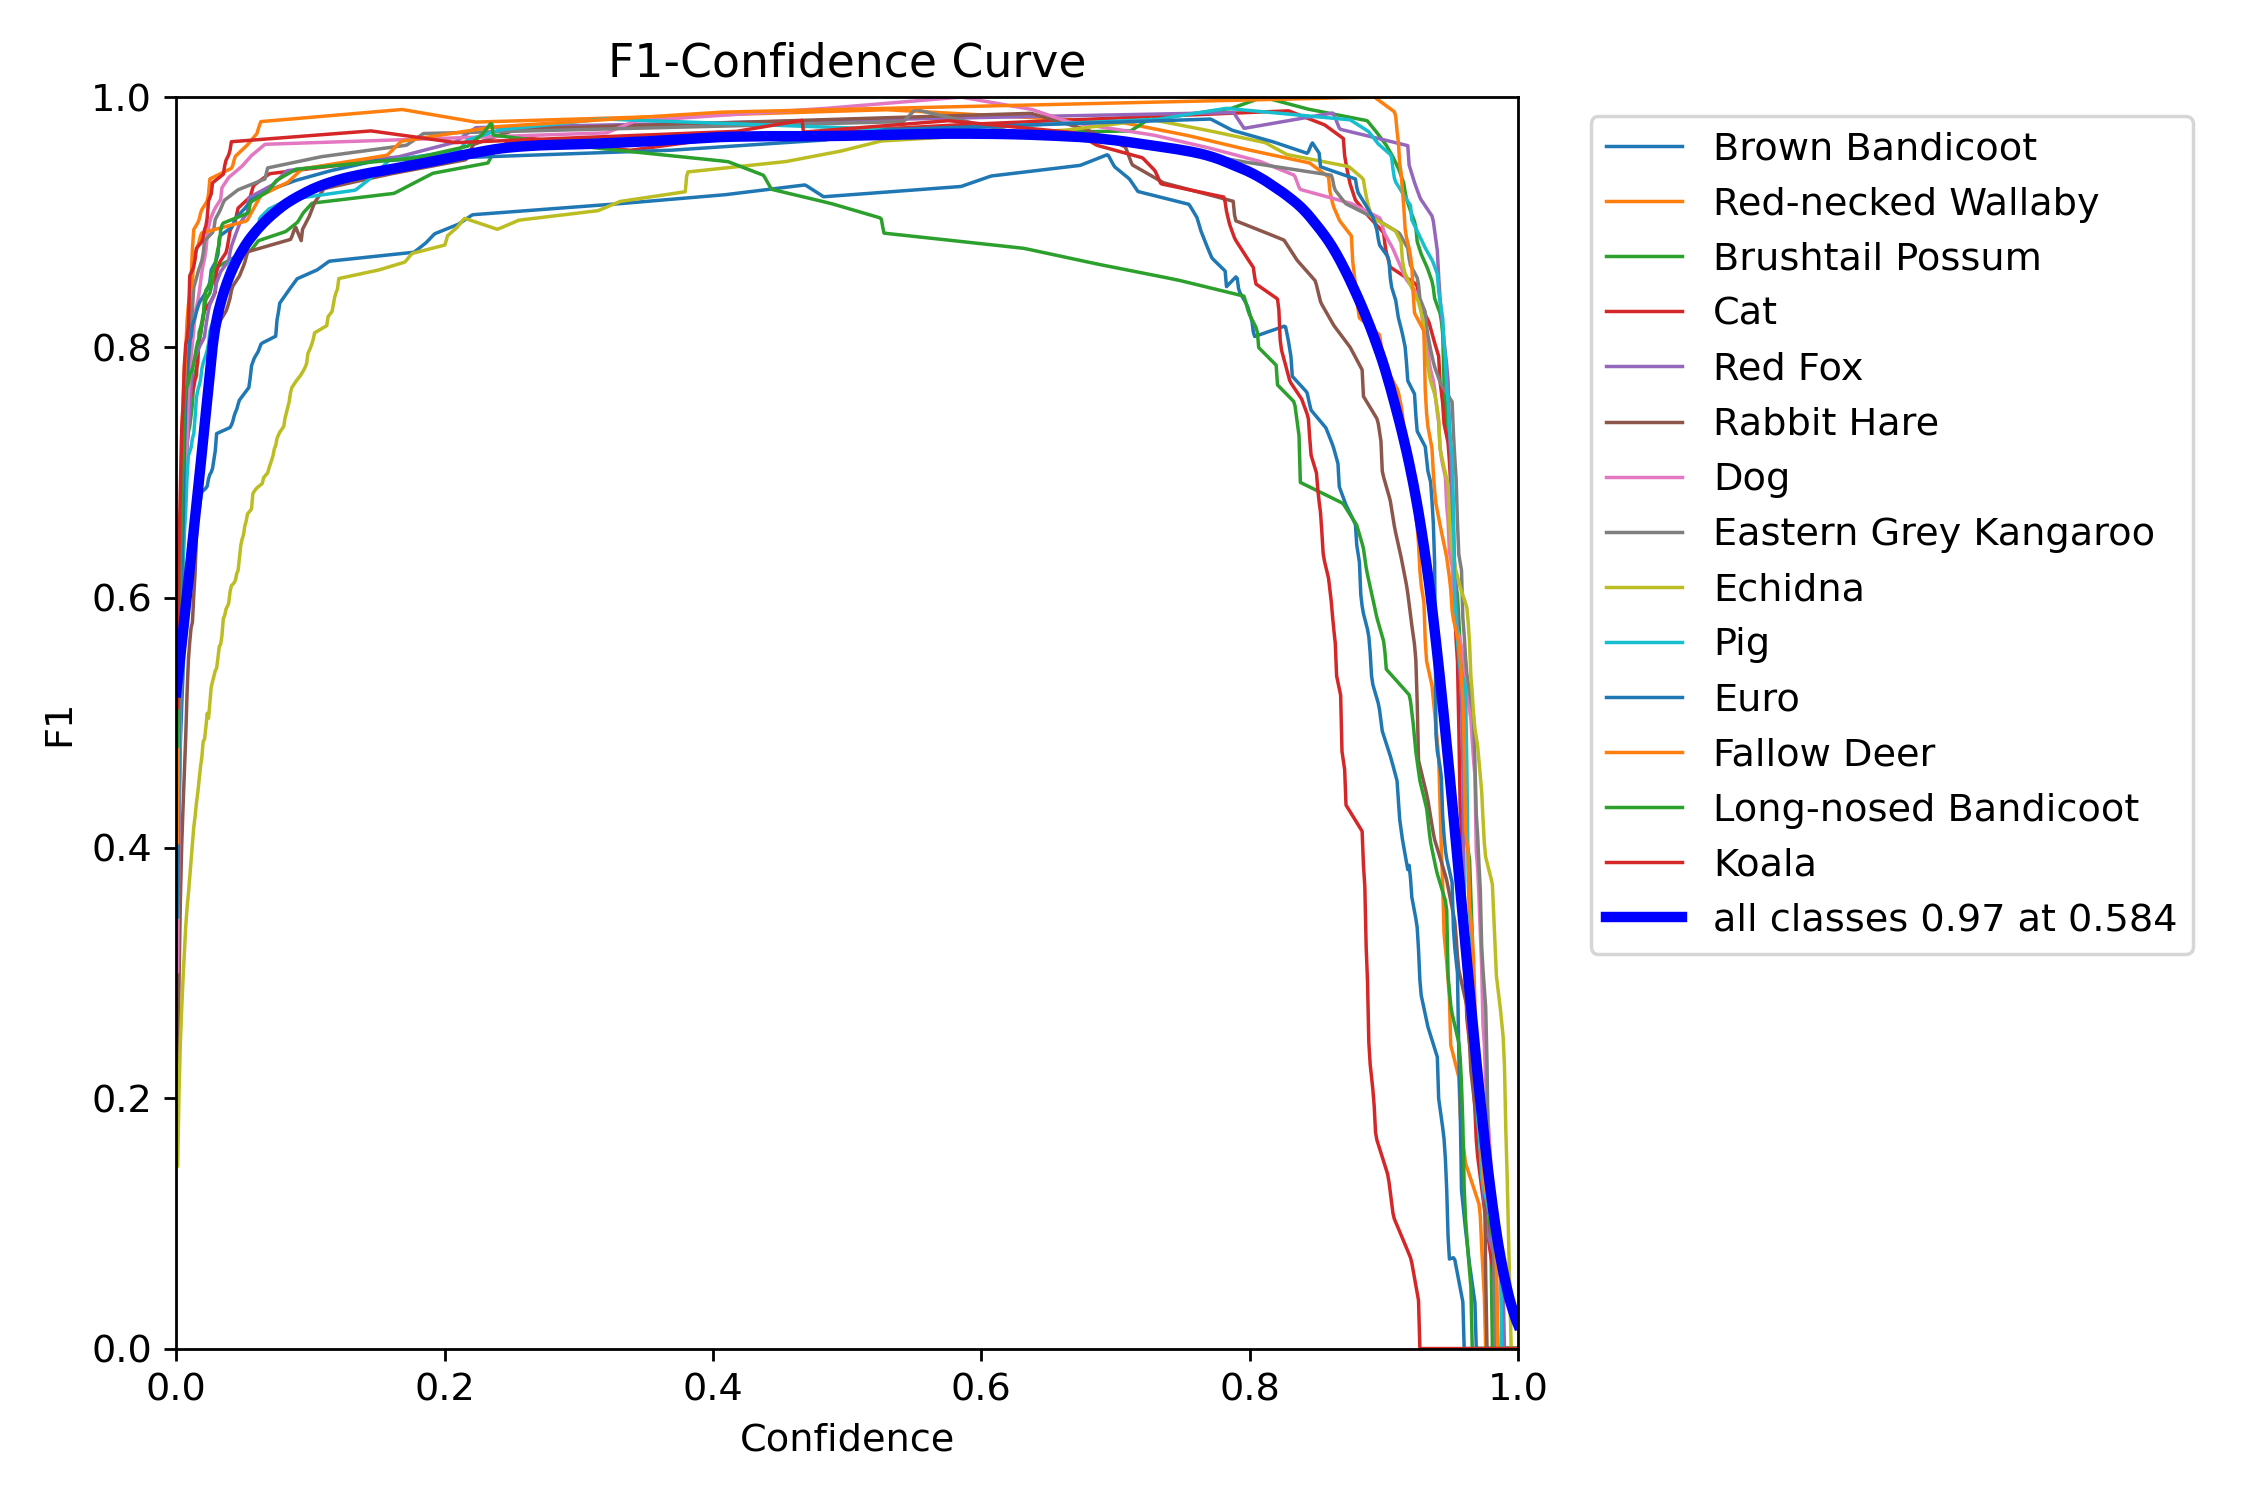 F1-Confidence Curve
1.0
0.8
0.6
0.4
0.2
0.0
F1
0.0 0.2 0.4 0.6 0.8 1.0
Confidence
Brown Bandicoot
Red-necked Wallaby
Brushtail Possum
Cat
Red Fox
Rabbit Hare
Dog
Eastern Grey Kangaroo
Echidna
Pig
Euro
Fallow Deer
Long-nosed Bandicoot
Koala
all classes 0.97 at 0.584